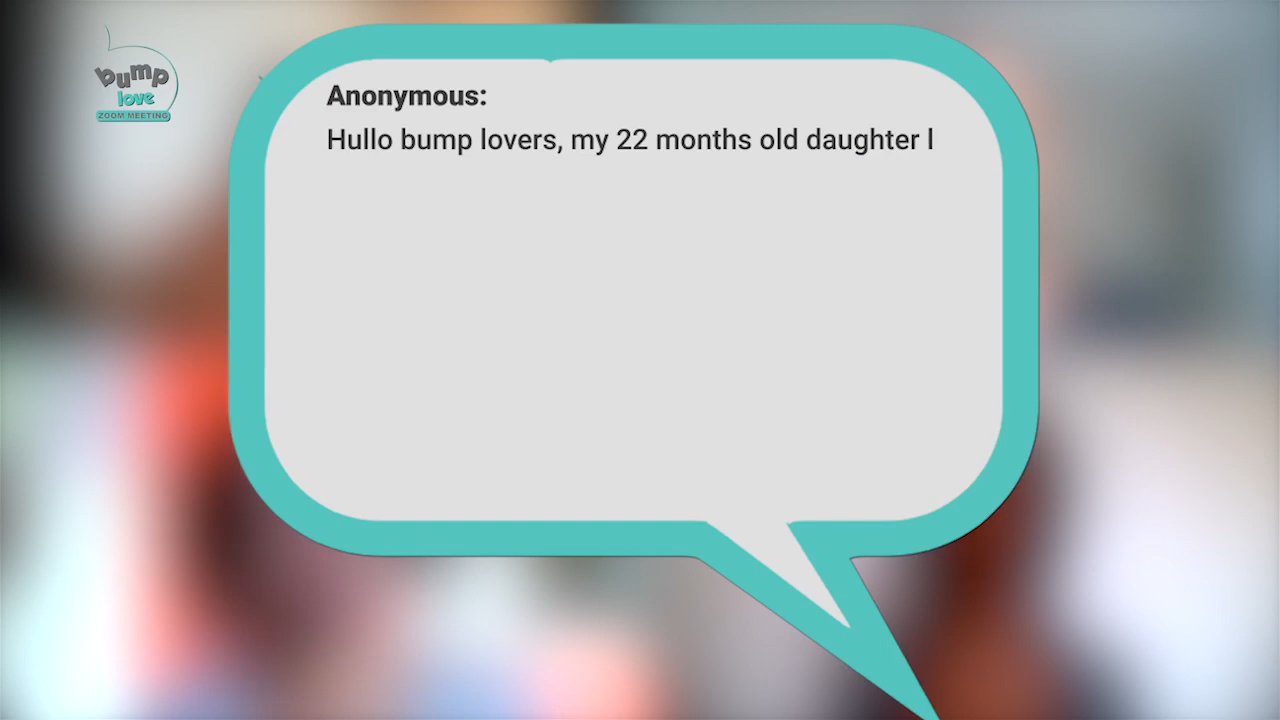 bump
love
ZOOM MEETING
Anonymous:
Hullo bump lovers, my 22 months old daughter l